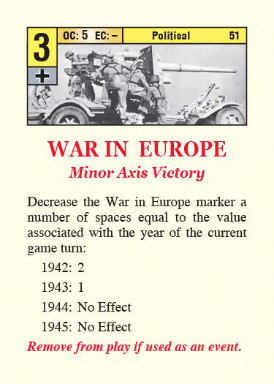 3
OC: 5 EC: – Political 51
WAR IN EUROPE
Minor Axis Victory
Decrease the War in Europe marker a
number of spaces equal to the value
associated with the year of the current
game turn:
1942: 2
1943: 1
1944: No Effect
1945: No Effect
Remove from play if used as an event.